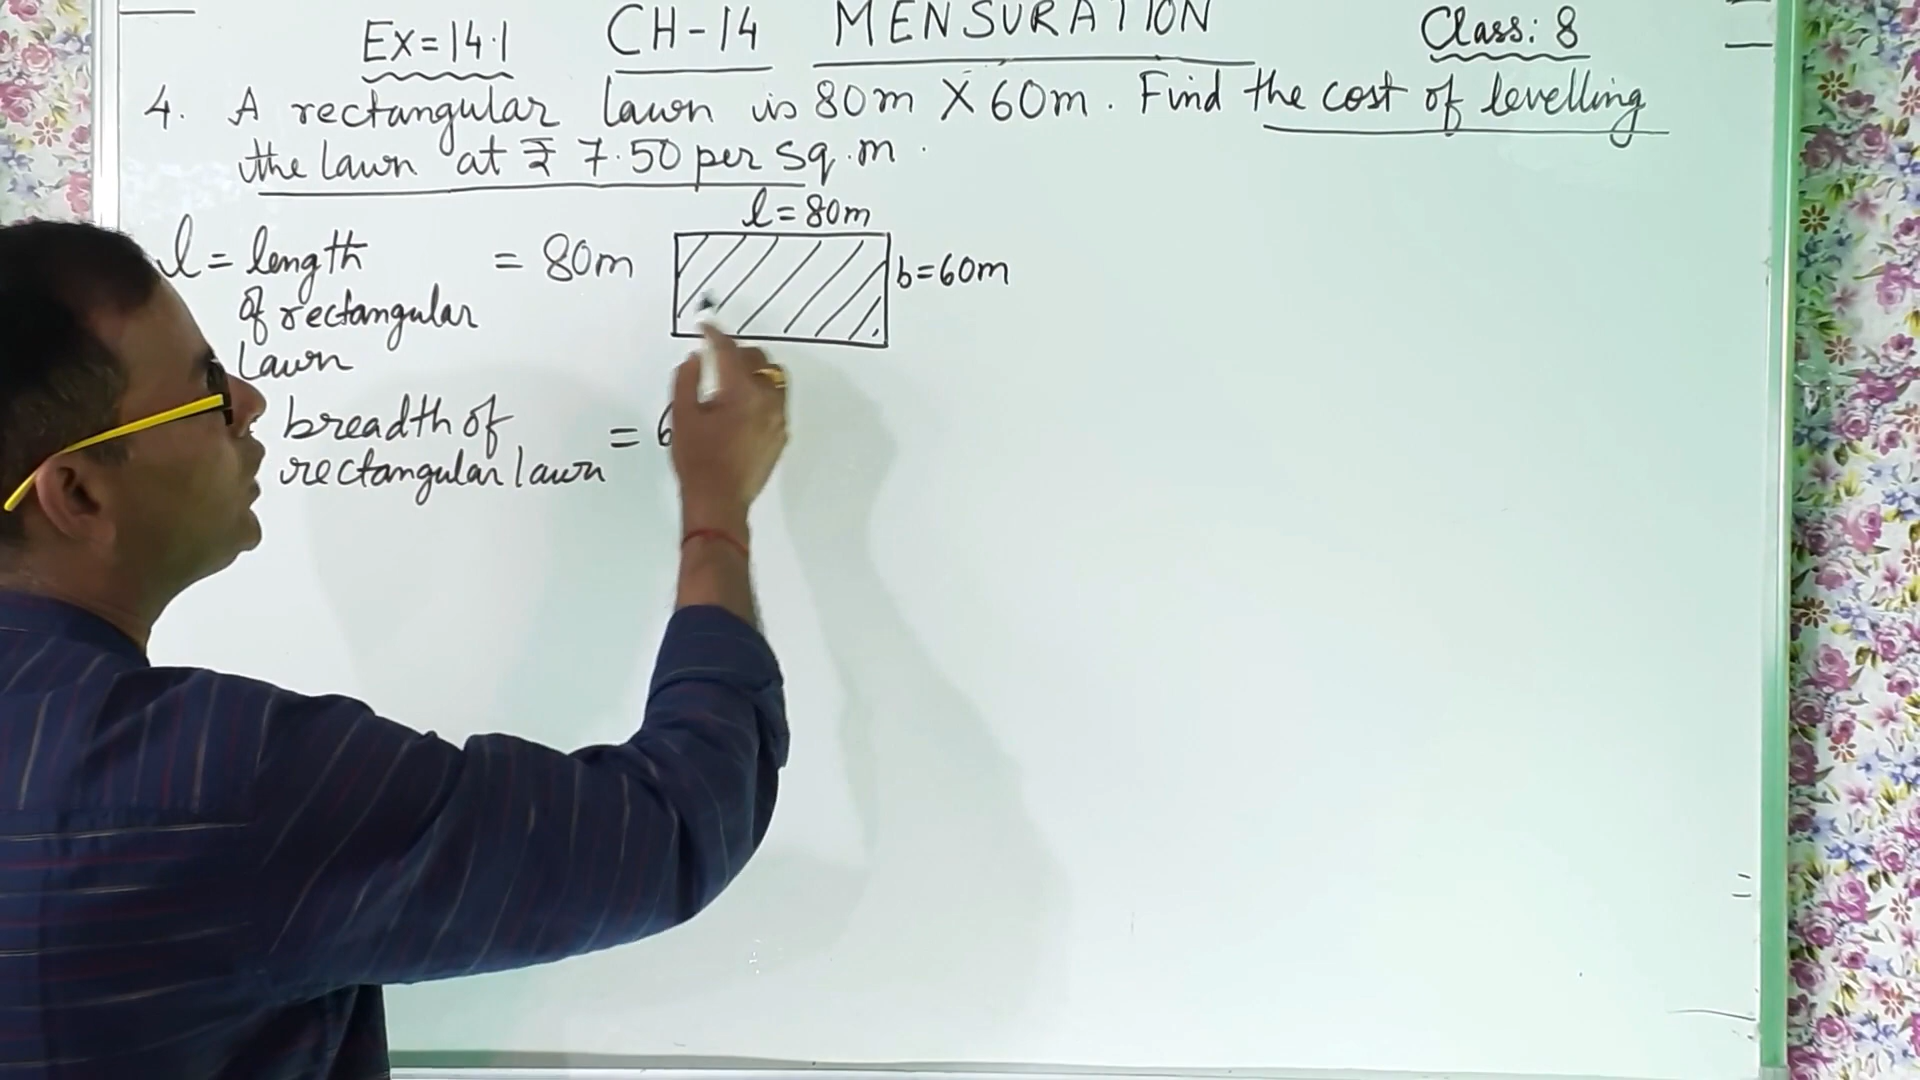 Ex=14.1 CH-14 MENSURATION Class: 8
4. A rectangular lawn is 80m X 60m. Find the cost of levelling
the lawn at ₹ 7.50 per sq.m.
l=80m
l = length = 80m
b=60m
of rectangular
lawn
breadth of
rectangular lawn = 6